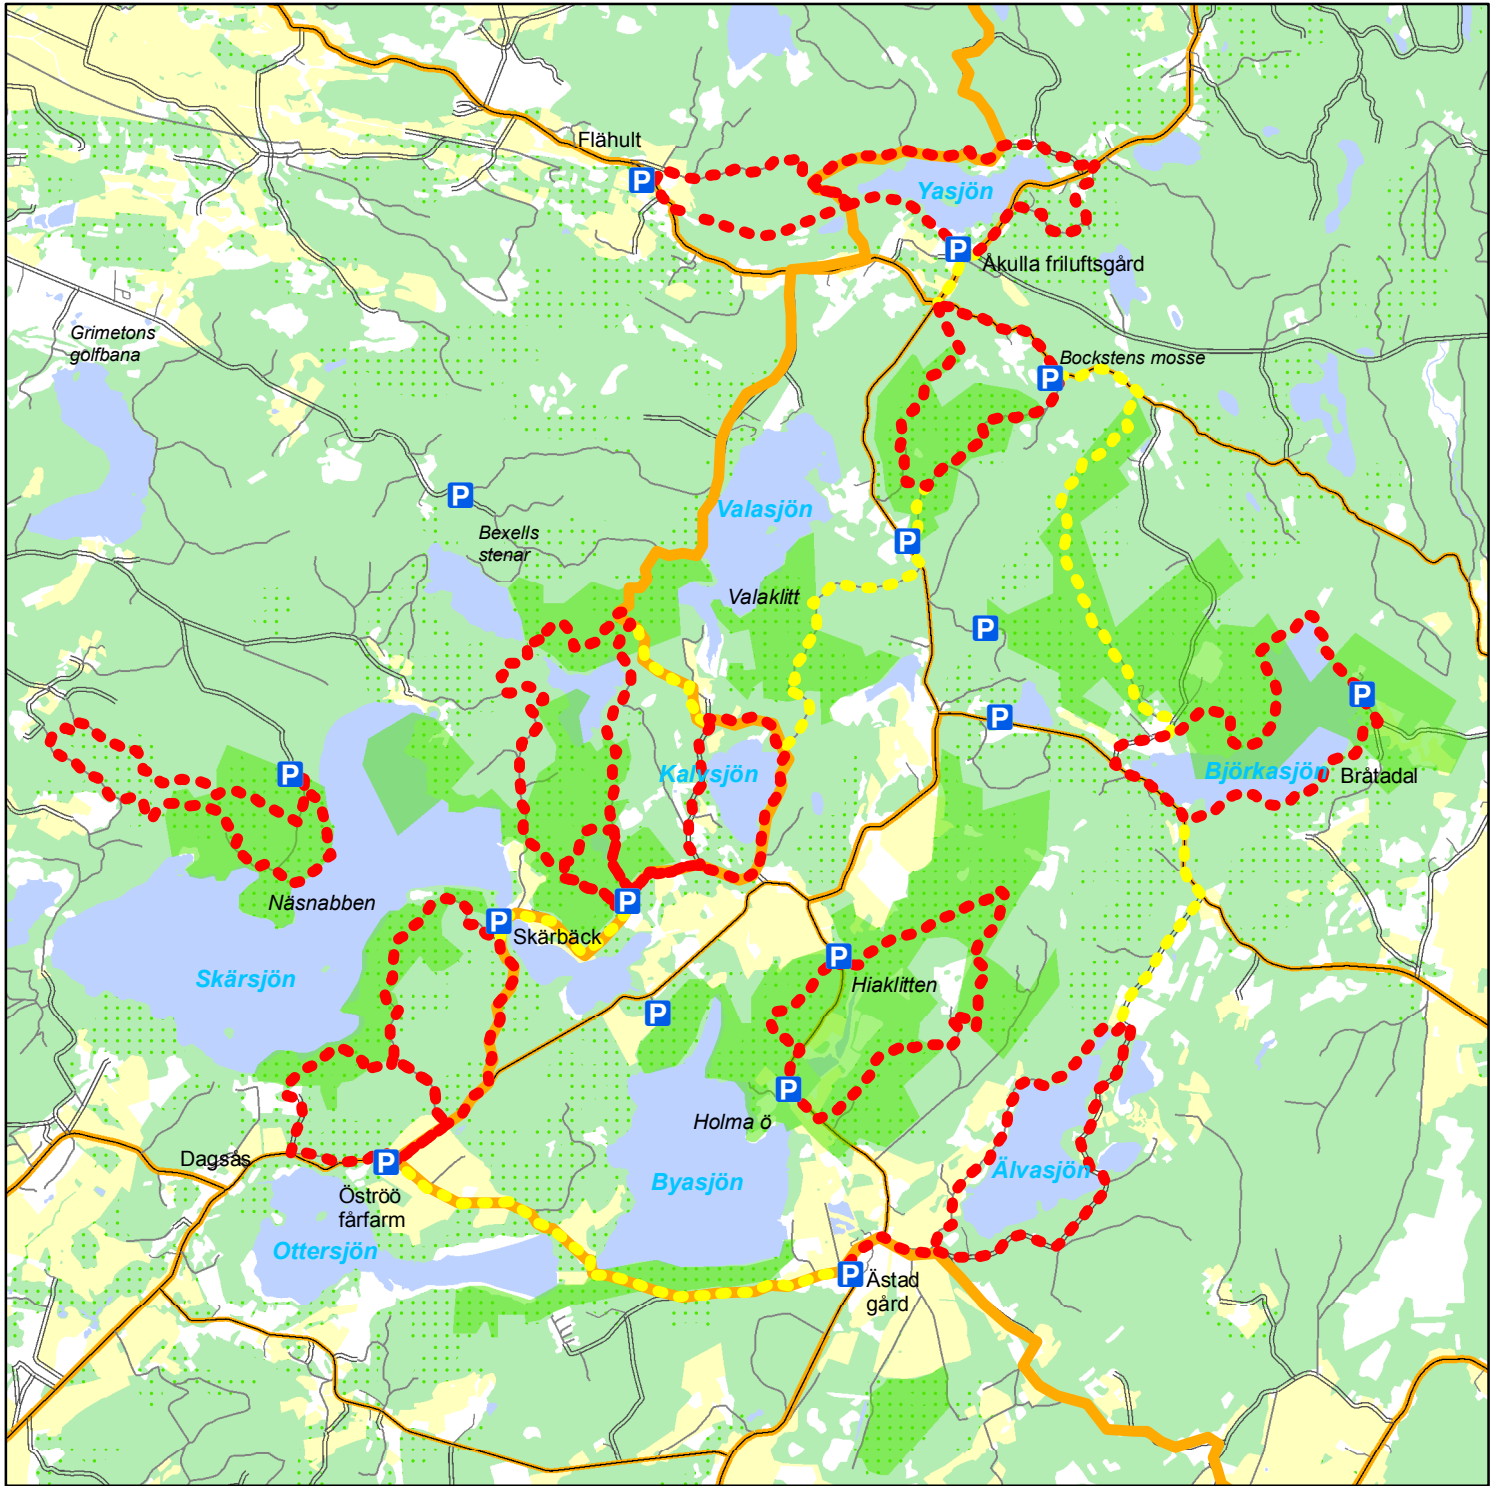 Flähult
P
Yasjön
P
Åkulla friluftsgård
Grimetons
golfbana
Bockstens mosse
P
P
Valasjön
Bexells
stenar
P
Valaklitt
P
P
P
Kalvsjön
P
Björkasjön
Bråtadal
Näsnabben
P
P
Skärbäck
P
Skärsjön
Hiaklitten
P
P
Holma ö
Dagsås
P
Öströö
fårfarm
Byasjön
Älvasjön
Ottersjön
P
Ästad
gård